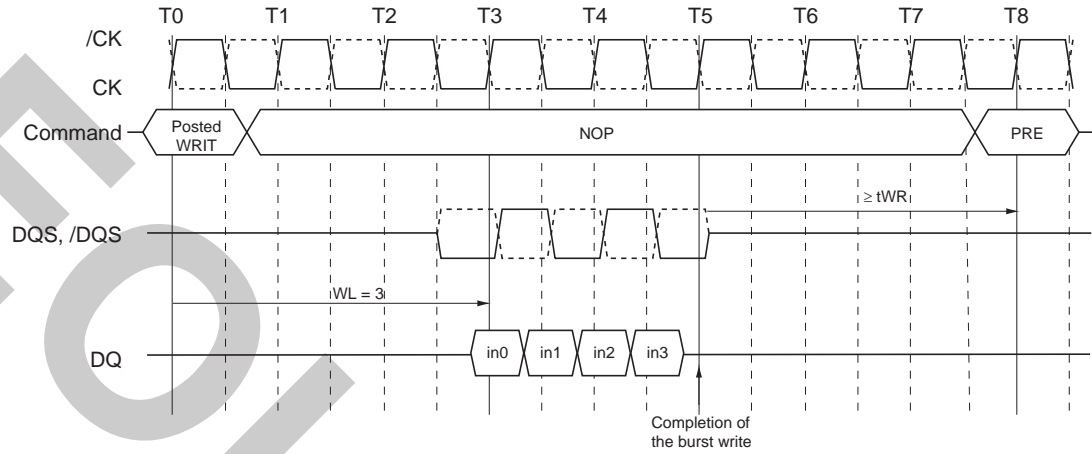 T0 T1 T2 T3 T4 T5 T6 T7 T8
/CK
CK
Command
Posted
WRIT
NOP
PRE
≥ tWR
DQS, /DQS
WL = 3
DQ
in0 in1 in2 in3
Completion of
the burst write